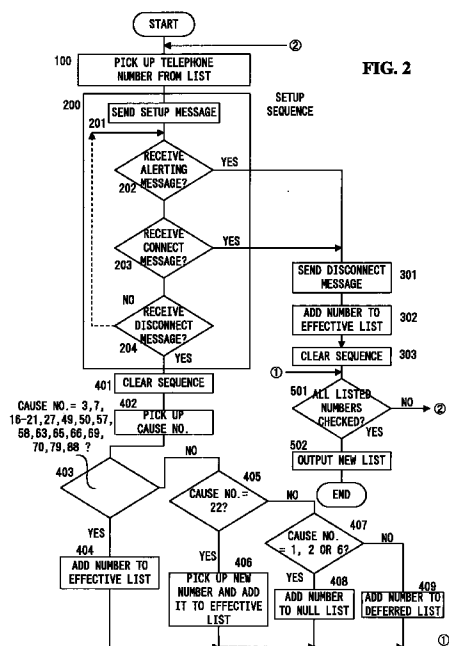 START
②
100
PICK UP TELEPHONE
NUMBER FROM LIST
FIG. 2
200
SETUP
SEQUENCE
SEND SETUP MESSAGE
201
RECEIVE
ALERTING
MESSAGE?
YES
202
RECEIVE
CONNECT
MESSAGE?
YES
203
SEND DISCONNECT
MESSAGE
301
NO
RECEIVE
DISCONNECT
MESSAGE?
204
YES
ADD NUMBER TO
EFFECTIVE LIST
302
CLEAR SEQUENCE
303
401
CLEAR SEQUENCE
①
402
PICK UP
CAUSE NO.
501
ALL LISTED
NUMBERS
CHECKED?
NO
②
YES
CAUSE NO.= 3,7,
16-21,27,49,50,57,
58,63,65,66,69,
70,79,88 ?
502
OUTPUT NEW LIST
END
403
NO
405
CAUSE NO.=
22?
NO
407
CAUSE NO.
= 1, 2 OR 6?
NO
YES
404
ADD NUMBER TO
EFFECTIVE LIST
YES
406
PICK UP NEW
NUMBER AND ADD
IT TO EFFECTIVE
LIST
YES
408
ADD NUMBER
TO NULL LIST
409
ADD NUMBER TO
DEFERRED LIST
①